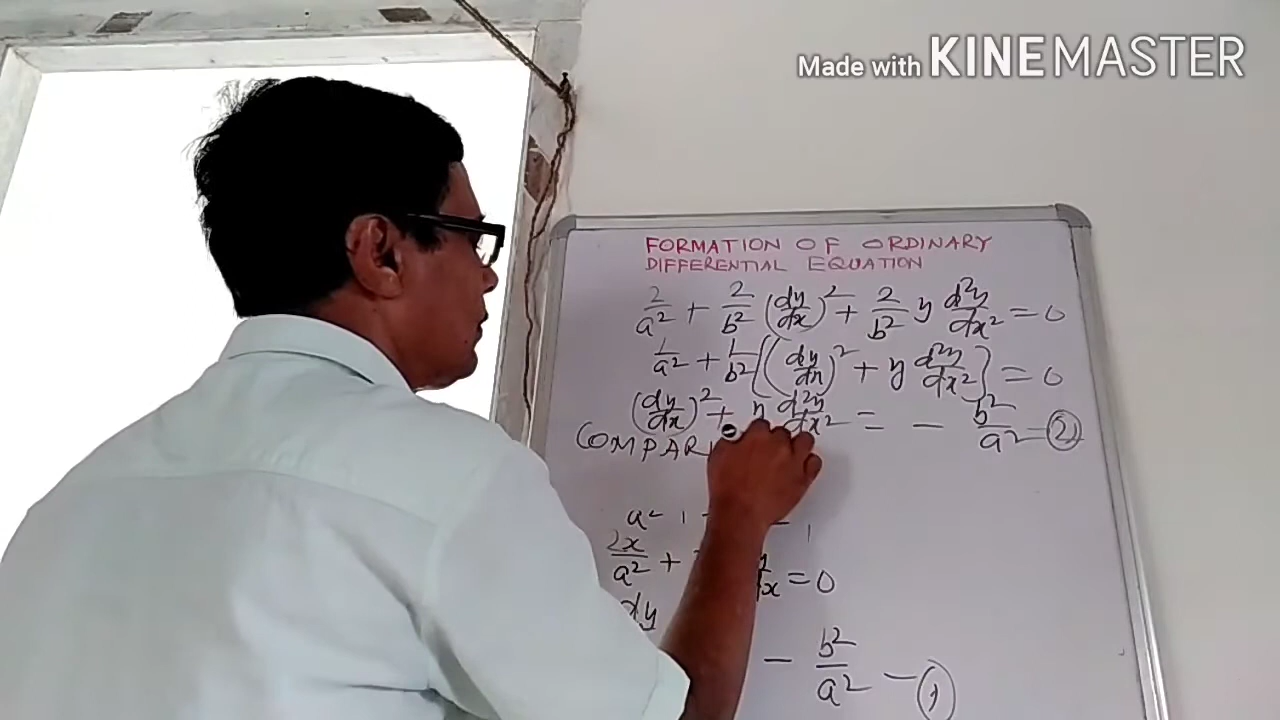 Made with KINEMASTER
FORMATION OF ORDINARY
DIFFERENTIAL EQUATION
2/a² + 2/b² (dy/dx)² + 2/b² y d²y/dx² = 0
1/a² + 1/b² {(dy/dx)² + y d²y/dx²} = 0
(dy/dx)² + y d²y/dx² = - b²/a² — ②
COMPAR
a²
2x/a² + dx = 0
dy
- b²/a² — ①